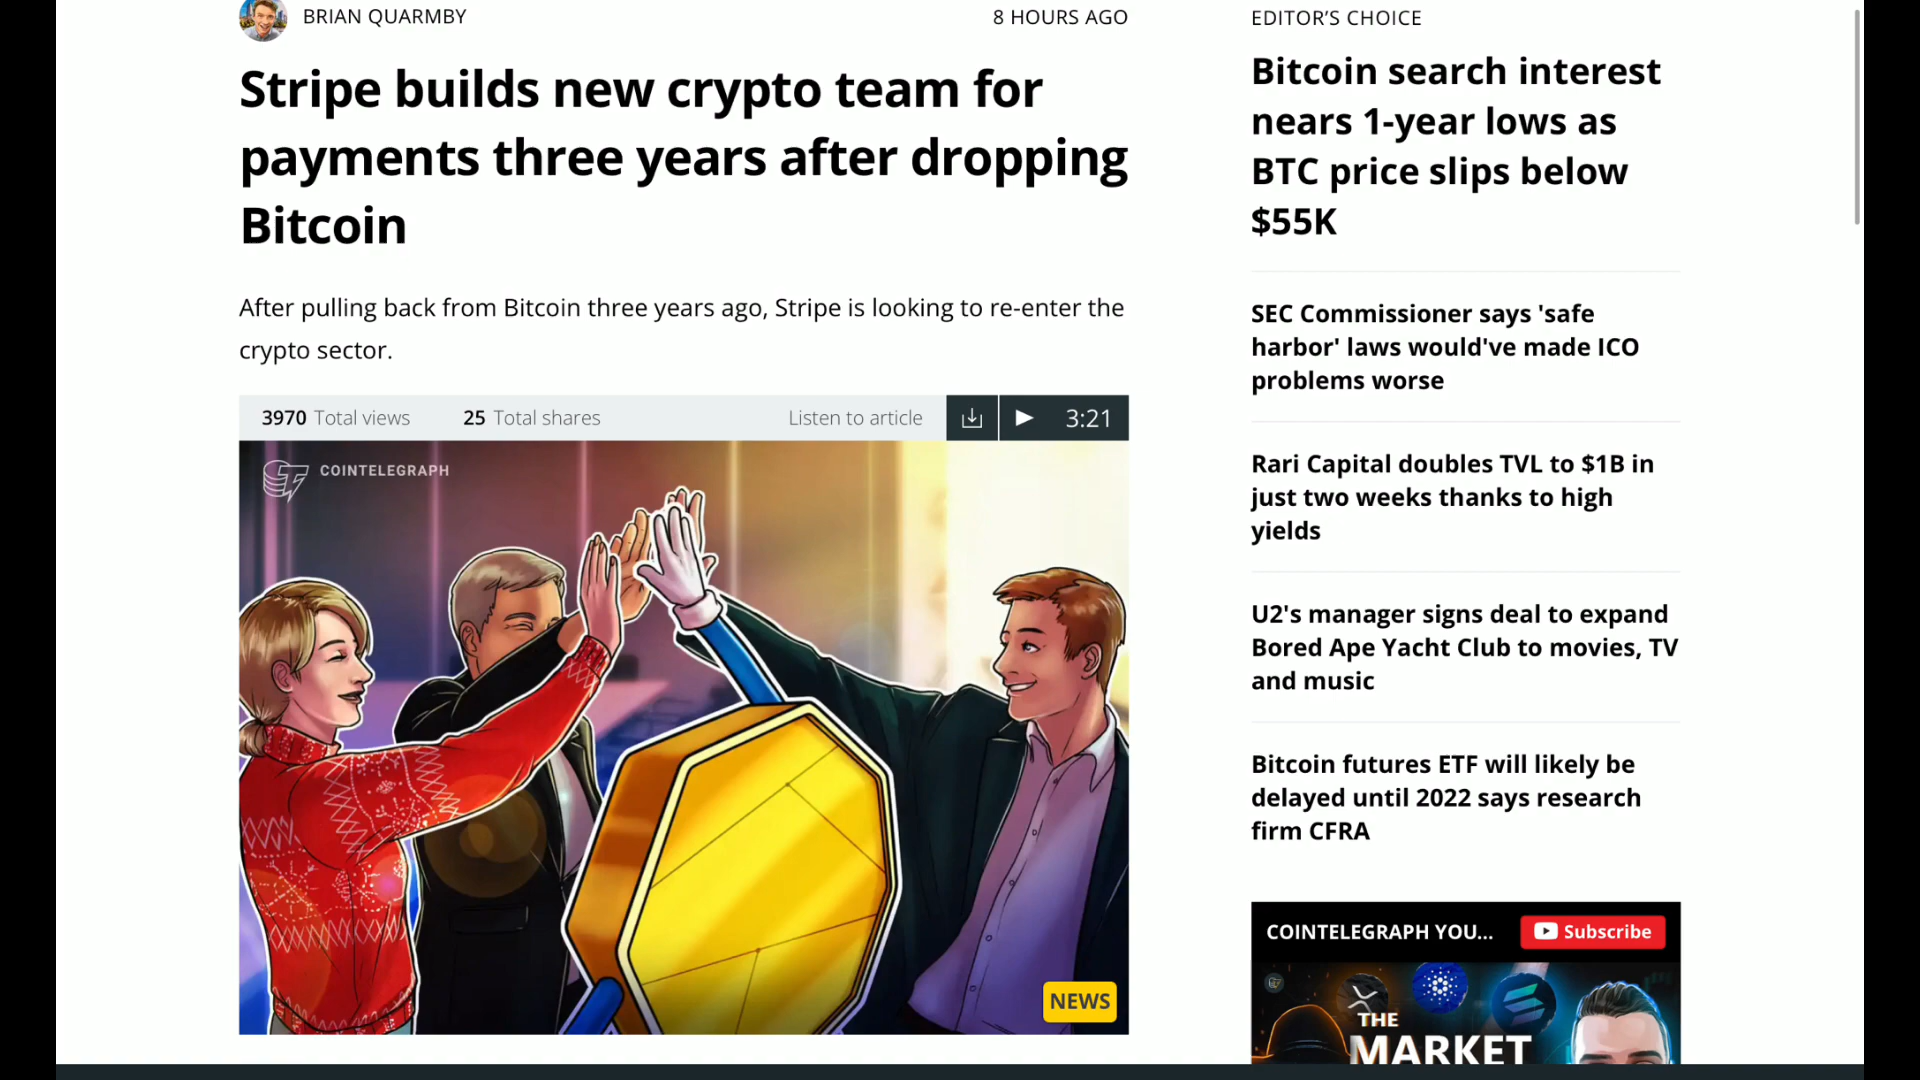 BRIAN QUARMBY
8 HOURS AGO
Stripe builds new crypto team for
payments three years after dropping
Bitcoin
After pulling back from Bitcoin three years ago, Stripe is looking to re-enter the
crypto sector.
3970 Total views
25 Total shares
Listen to article
3:21
COINTELEGRAPH
NEWS
EDITOR’S CHOICE
Bitcoin search interest
nears 1-year lows as
BTC price slips below
$55K
SEC Commissioner says 'safe
harbor' laws would've made ICO
problems worse
Rari Capital doubles TVL to $1B in
just two weeks thanks to high
yields
U2's manager signs deal to expand
Bored Ape Yacht Club to movies, TV
and music
Bitcoin futures ETF will likely be
delayed until 2022 says research
firm CFRA
COINTELEGRAPH YOU...
Subscribe
THE
MARKET